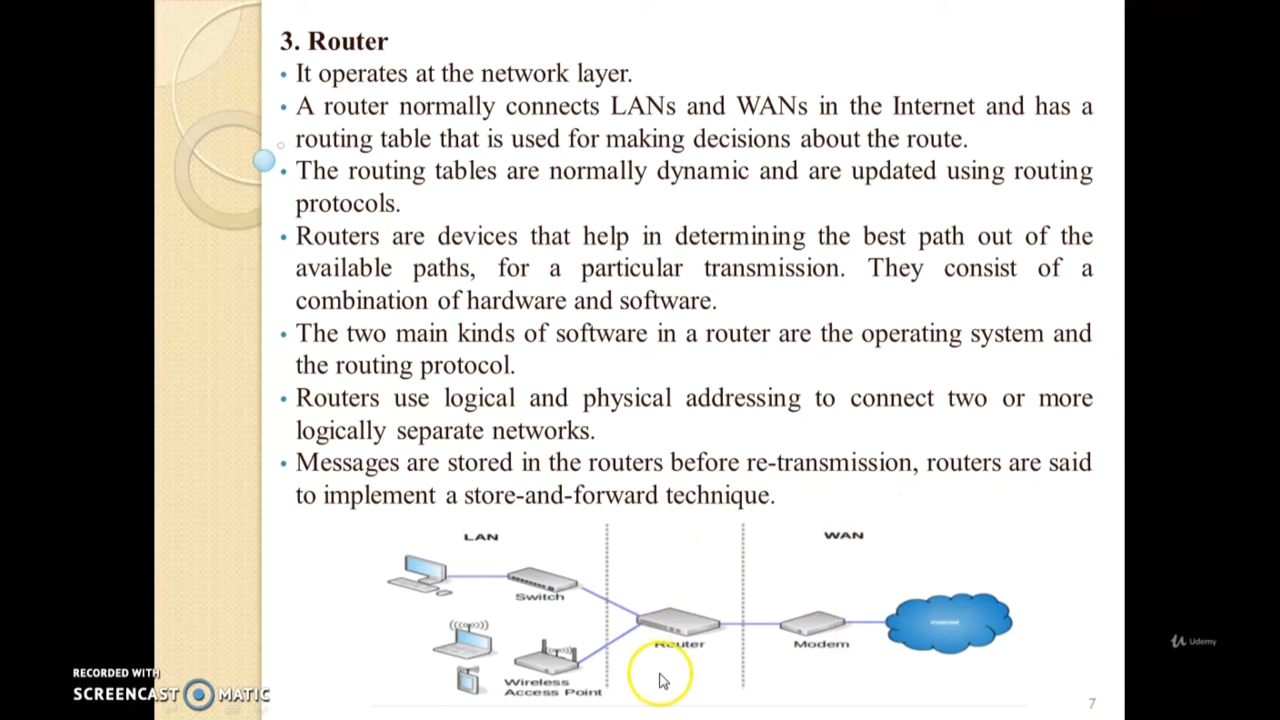 3. Router
• It operates at the network layer.
• A router normally connects LANs and WANs in the Internet and has a
routing table that is used for making decisions about the route.
• The routing tables are normally dynamic and are updated using routing
protocols.
• Routers are devices that help in determining the best path out of the
available paths, for a particular transmission. They consist of a
combination of hardware and software.
• The two main kinds of software in a router are the operating system and
the routing protocol.
• Routers use logical and physical addressing to connect two or more
logically separate networks.
• Messages are stored in the routers before re-transmission, routers are said
to implement a store-and-forward technique.
LAN
WAN
Switch
Router
Modem
Internet
Wireless
Access Point
Udemy
RECORDED WITH
SCREENCAST MATIC
7